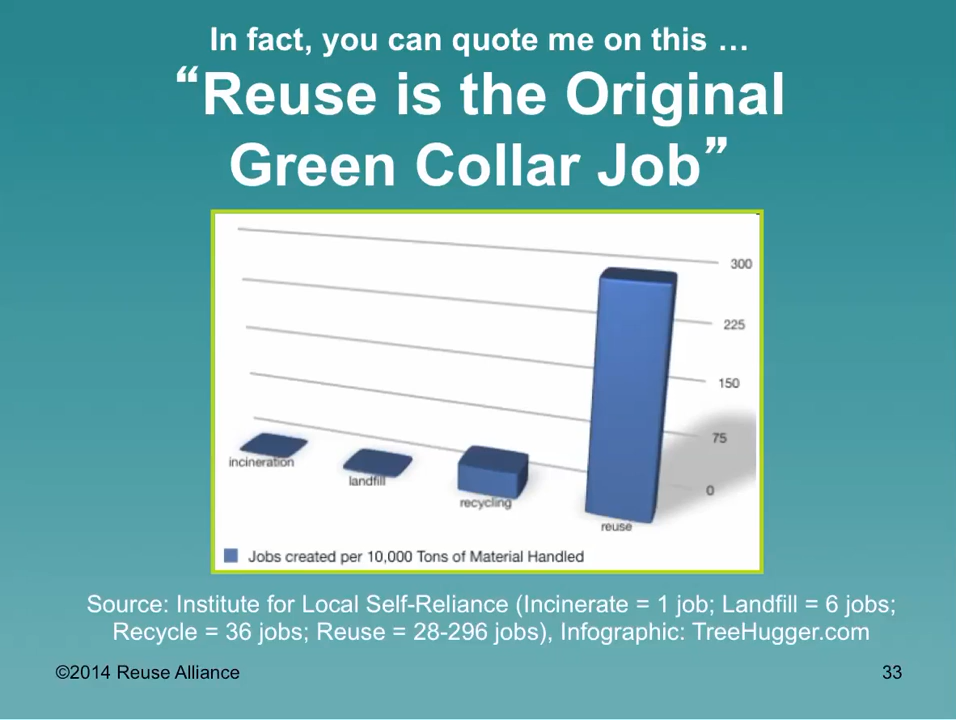 In fact, you can quote me on this …
“Reuse is the Original
Green Collar Job”
300
225
150
75
0
incineration
landfill
recycling
reuse
Jobs created per 10,000 Tons of Material Handled
Source: Institute for Local Self-Reliance (Incinerate = 1 job; Landfill = 6 jobs;
Recycle = 36 jobs; Reuse = 28-296 jobs), Infographic: TreeHugger.com
©2014 Reuse Alliance
33